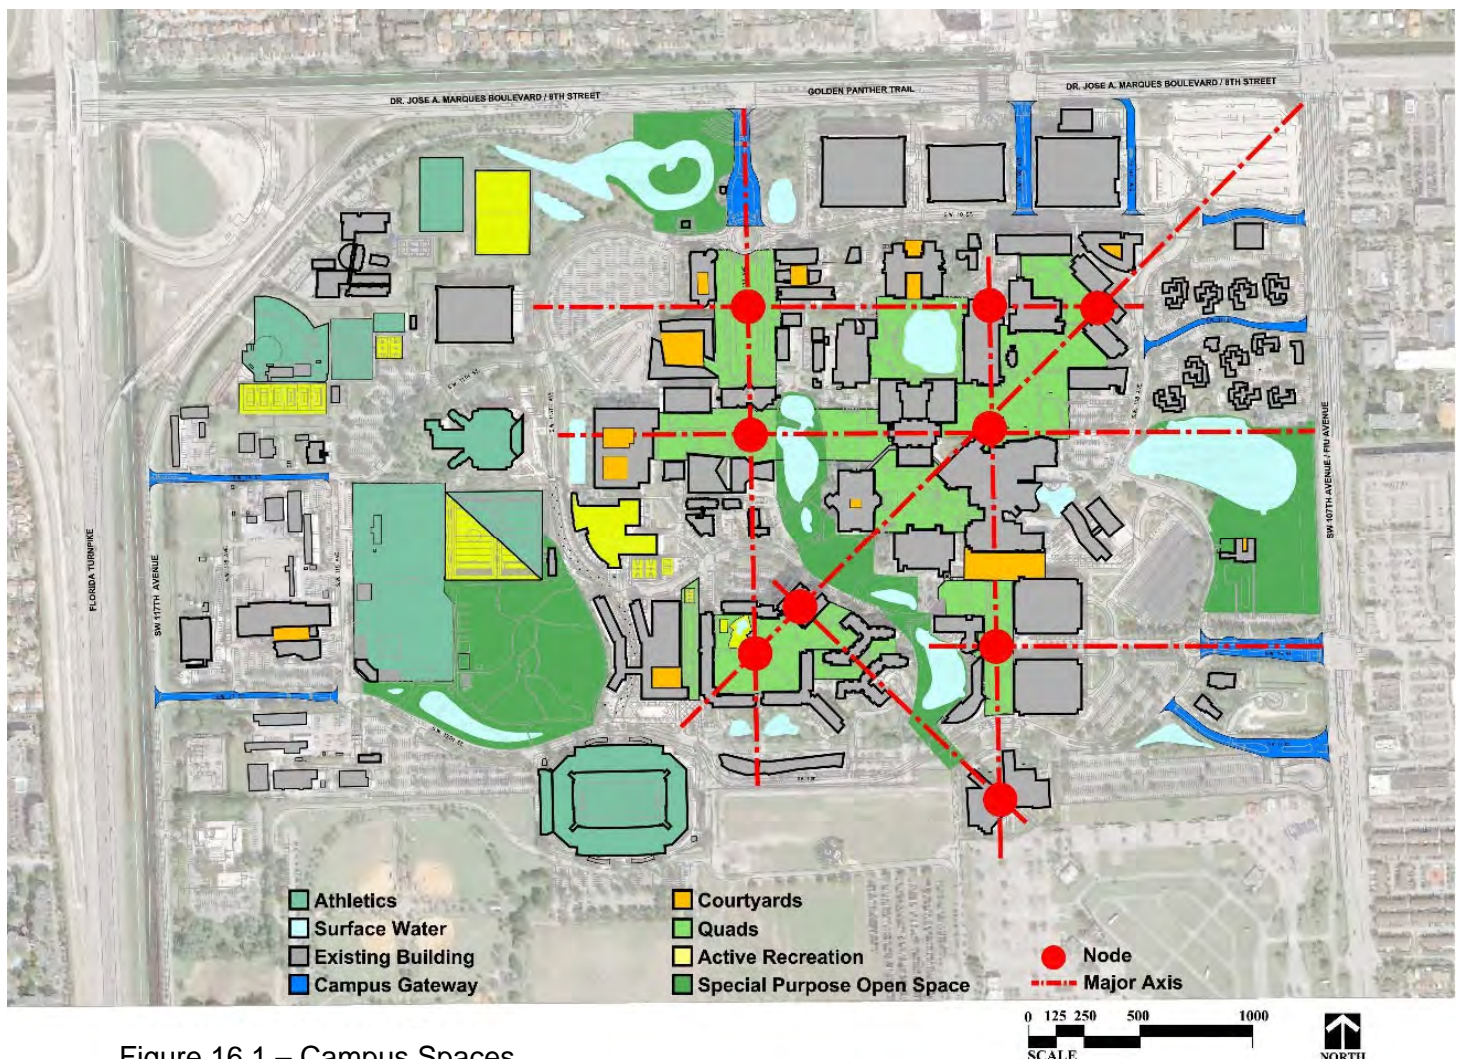 DR. JOSE A. MARQUES BOULEVARD / 8TH STREET
GOLDEN PANTHER TRAIL
DR. JOSE A. MARQUES BOULEVARD / 8TH STREET
FLORIDA TURNPIKE
SW 117TH AVENUE
SW 107TH AVENUE / FIU AVENUE
Athletics
Surface Water
Existing Building
Campus Gateway
Courtyards
Quads
Active Recreation
Special Purpose Open Space
Node
Major Axis
0 125 250 500 1000
SCALE
NORTH
Figure 16.1 – Campus Spaces